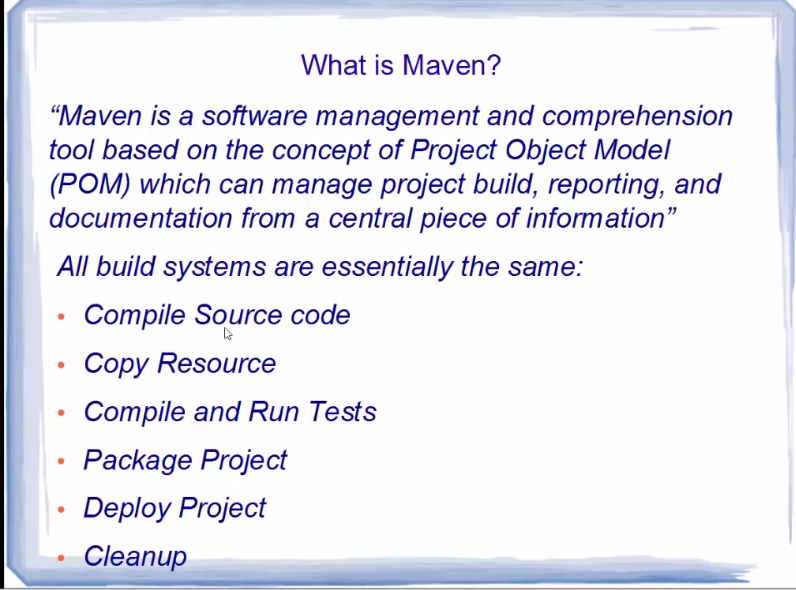 What is Maven?
“Maven is a software management and comprehension
tool based on the concept of Project Object Model
(POM) which can manage project build, reporting, and
documentation from a central piece of information”
All build systems are essentially the same:
• Compile Source code
• Copy Resource
• Compile and Run Tests
• Package Project
• Deploy Project
• Cleanup